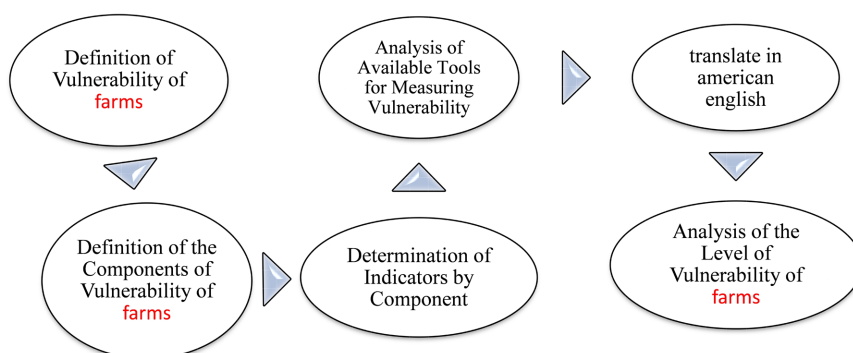 Definition of
Vulnerability of
farms
Definition of the
Components of
Vulnerability of
farms
Determination of
Indicators by
Component
Analysis of
Available Tools
for Measuring
Vulnerability
translate in
american
english
Analysis of the
Level of
Vulnerability of
farms